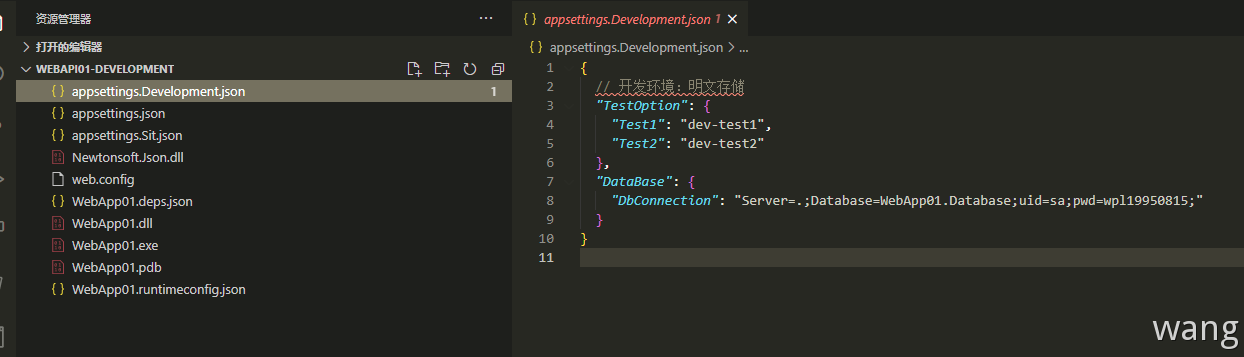 资源管理器
···
打开的编辑器
WEBAPI01-DEVELOPMENT
{} appsettings.Development.json 1
{} appsettings.json
{} appsettings.Sit.json
Newtonsoft.Json.dll
web.config
{} WebApp01.deps.json
WebApp01.dll
WebApp01.exe
WebApp01.pdb
{} WebApp01.runtimeconfig.json
{} appsettings.Development.json 1 ×
{} appsettings.Development.json > ...
1 {
2 // 开发环境：明文存储
3 "TestOption": {
4 "Test1": "dev-test1",
5 "Test2": "dev-test2"
6 },
7 "DataBase": {
8 "DbConnection": "Server=.;Database=WebApp01.Database;uid=sa;pwd=wpl19950815;"
9 }
10 }
11
wang